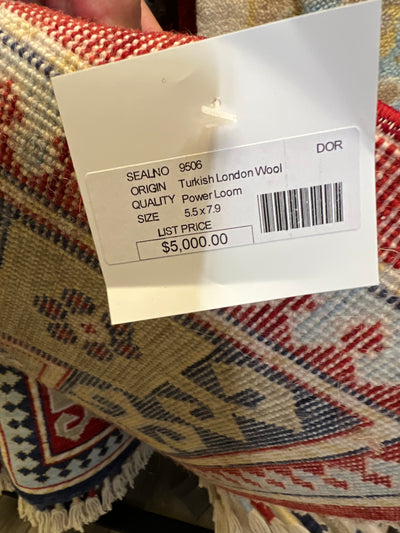 DOR
SEALNO 9506
ORIGIN Turkish London Wool
QUALITY Power Loom
SIZE 5.5 x 7.9
LIST PRICE
$5,000.00